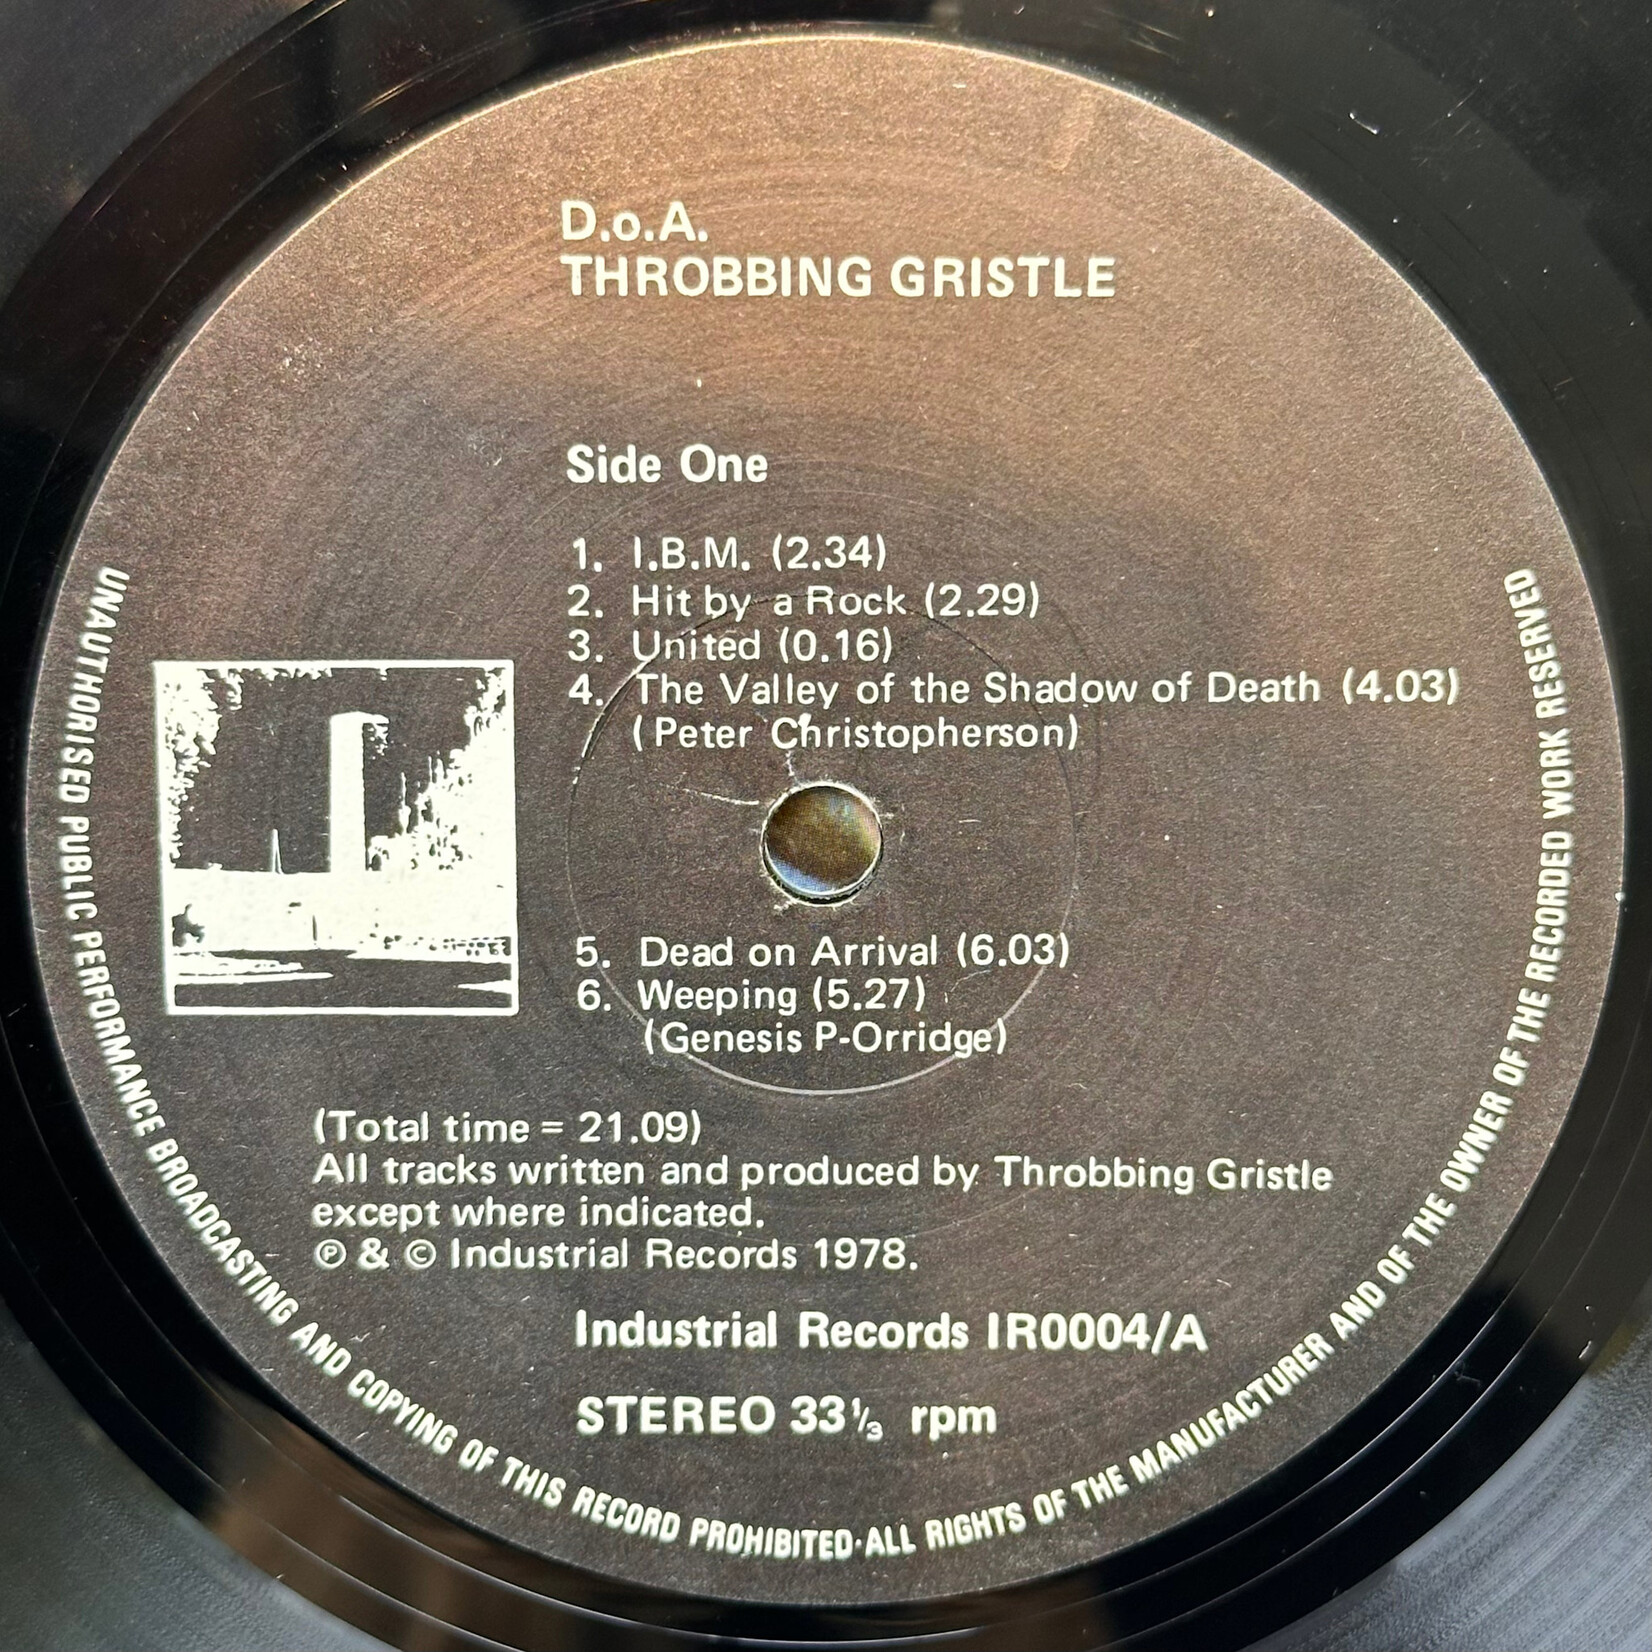 D.o.A.
THROBBING GRISTLE
Side One
1. I.B.M. (2.34)
2. Hit by a Rock (2.29)
3. United (0.16)
4. The Valley of the Shadow of Death (4.03)
(Peter Christopherson)
5. Dead on Arrival (6.03)
6. Weeping (5.27)
(Genesis P-Orridge)
(Total time = 21.09)
All tracks written and produced by Throbbing Gristle
except where indicated.
℗ & © Industrial Records 1978.
Industrial Records IR0004/A
STEREO 33⅓ rpm
UNAUTHORISED PUBLIC PERFORMANCE BROADCASTING AND COPYING OF THIS RECORD PROHIBITED·ALL RIGHTS OF THE MANUFACTURER AND OF THE OWNER OF THE RECORDED WORK RESERVED